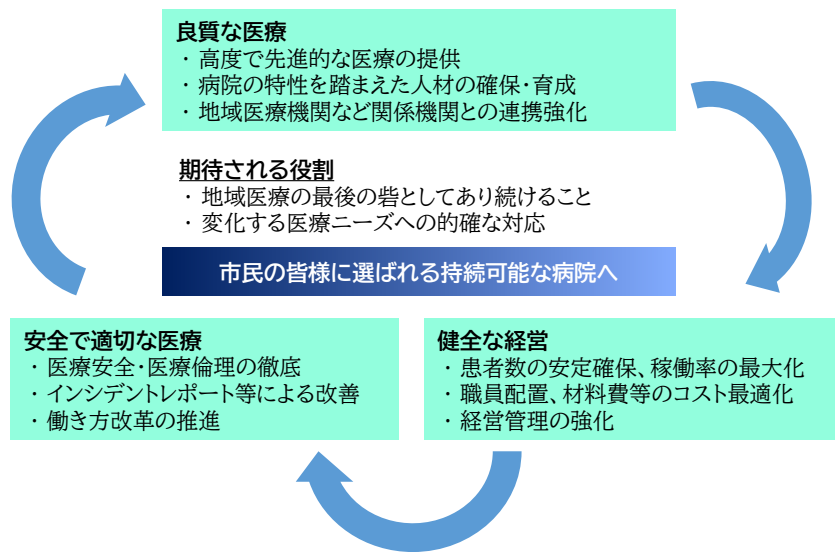 良質な医療
・高度で先進的な医療の提供
・病院の特性を踏まえた人材の確保・育成
・地域医療機関など関係機関との連携強化
期待される役割
・地域医療の最後の砦としてあり続けること
・変化する医療ニーズへの的確な対応
市民の皆様に選ばれる持続可能な病院へ
安全で適切な医療
・医療安全・医療倫理の徹底
・インシデントレポート等による改善
・働き方改革の推進
健全な経営
・患者数の安定確保、稼働率の最大化
・職員配置、材料費等のコスト最適化
・経営管理の強化